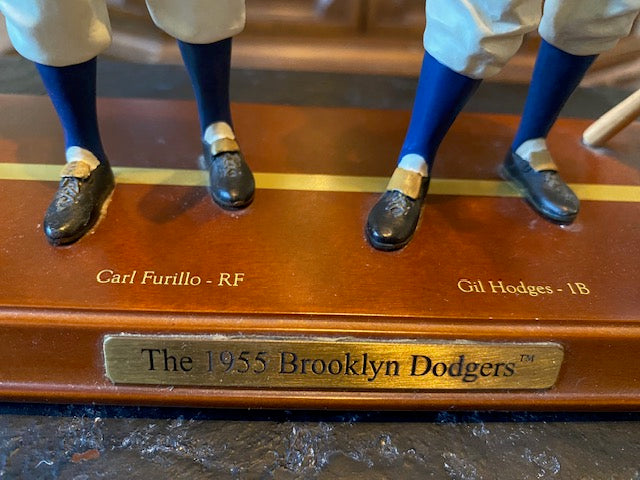 Carl Furillo - RF
Gil Hodges - 1B
The 1955 Brooklyn Dodgers™